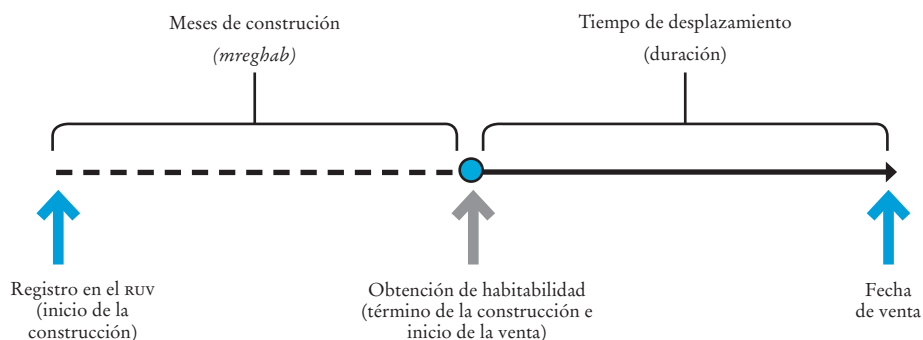 Meses de construción
(mreghab)
Tiempo de desplazamiento
(duración)
Registro en el RUV
(inicio de la
construcción)
Obtención de habitabilidad
(término de la construcción e
inicio de la venta)
Fecha
de venta